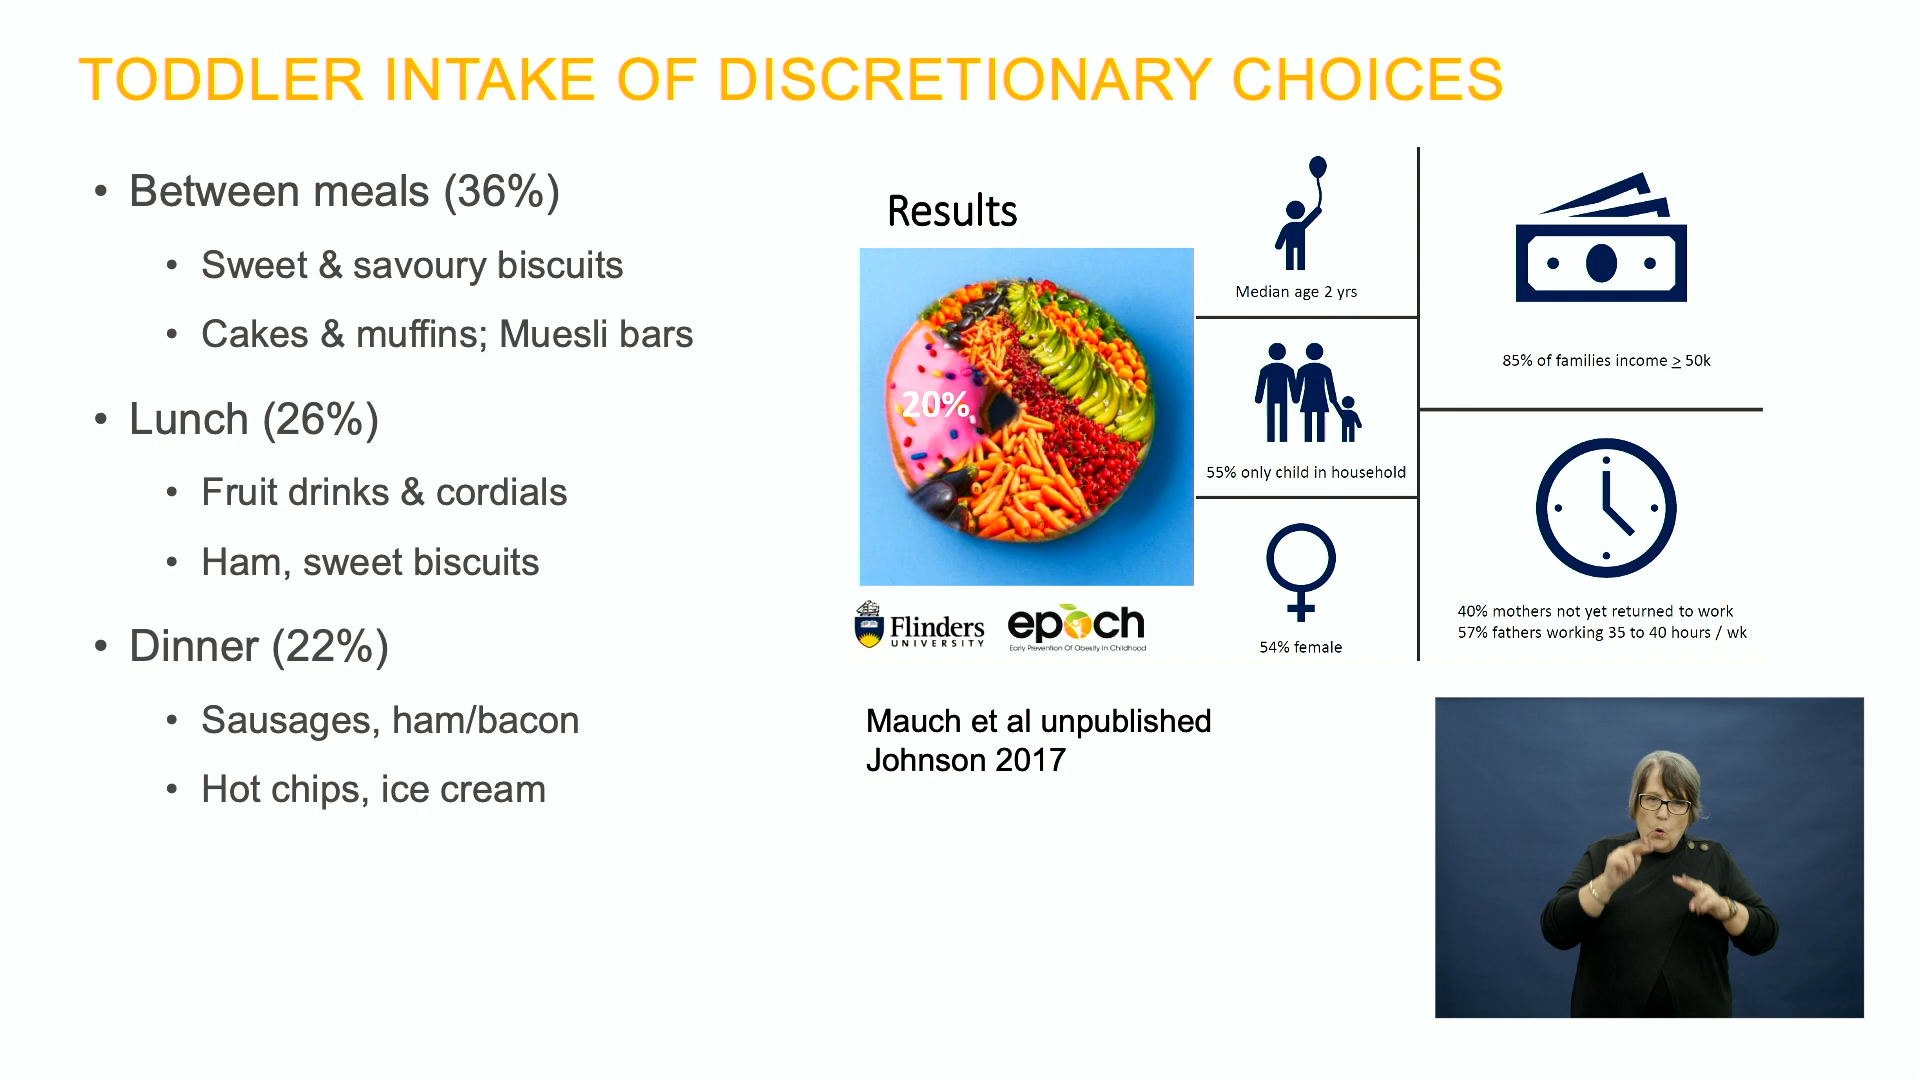 TODDLER INTAKE OF DISCRETIONARY CHOICES
• Between meals (36%)
• Sweet & savoury biscuits
• Cakes & muffins; Muesli bars
• Lunch (26%)
• Fruit drinks & cordials
• Ham, sweet biscuits
• Dinner (22%)
• Sausages, ham/bacon
• Hot chips, ice cream
Results
20%
Flinders
UNIVERSITY
epoch
Early Prevention Of Obesity In Childhood
Median age 2 yrs
55% only child in household
54% female
85% of families income ≥ 50k
40% mothers not yet returned to work
57% fathers working 35 to 40 hours / wk
Mauch et al unpublished
Johnson 2017